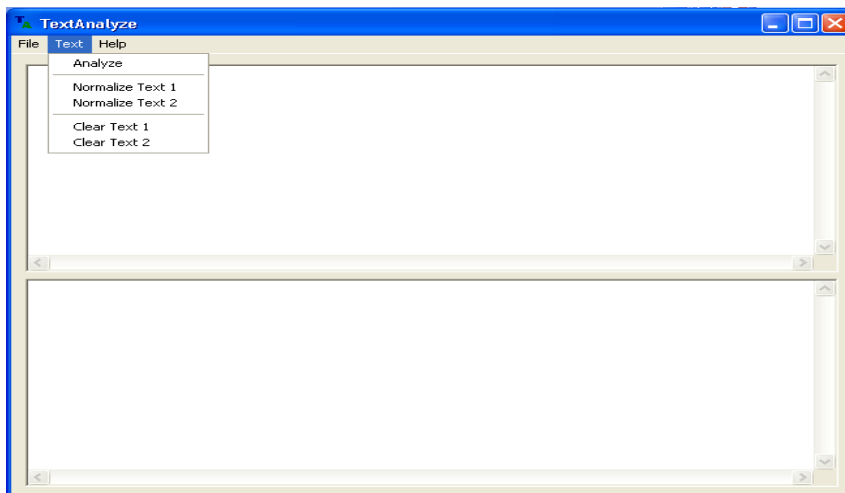 TextAnalyze
File Text Help
Analyze
Normalize Text 1
Normalize Text 2
Clear Text 1
Clear Text 2